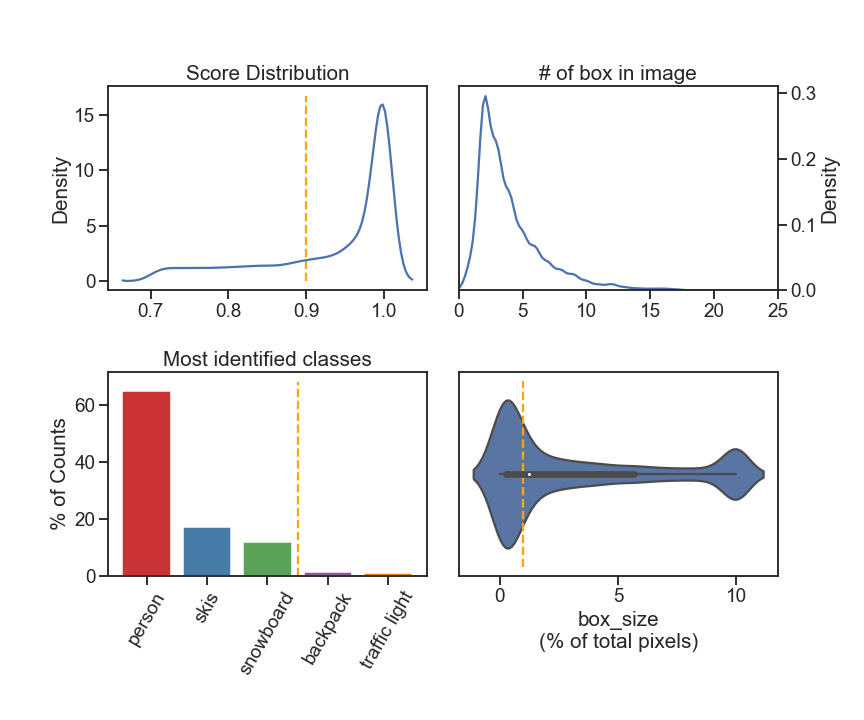 Score Distribution
# of box in image
Density
15
10
5
0
0.7 0.8 0.9 1.0
0.3
0.2
0.1
0.0
Density
0 5 10 15 20 25
Most identified classes
% of Counts
60
40
20
0
person skis snowboard backpack traffic light
0 5 10
box_size
(% of total pixels)